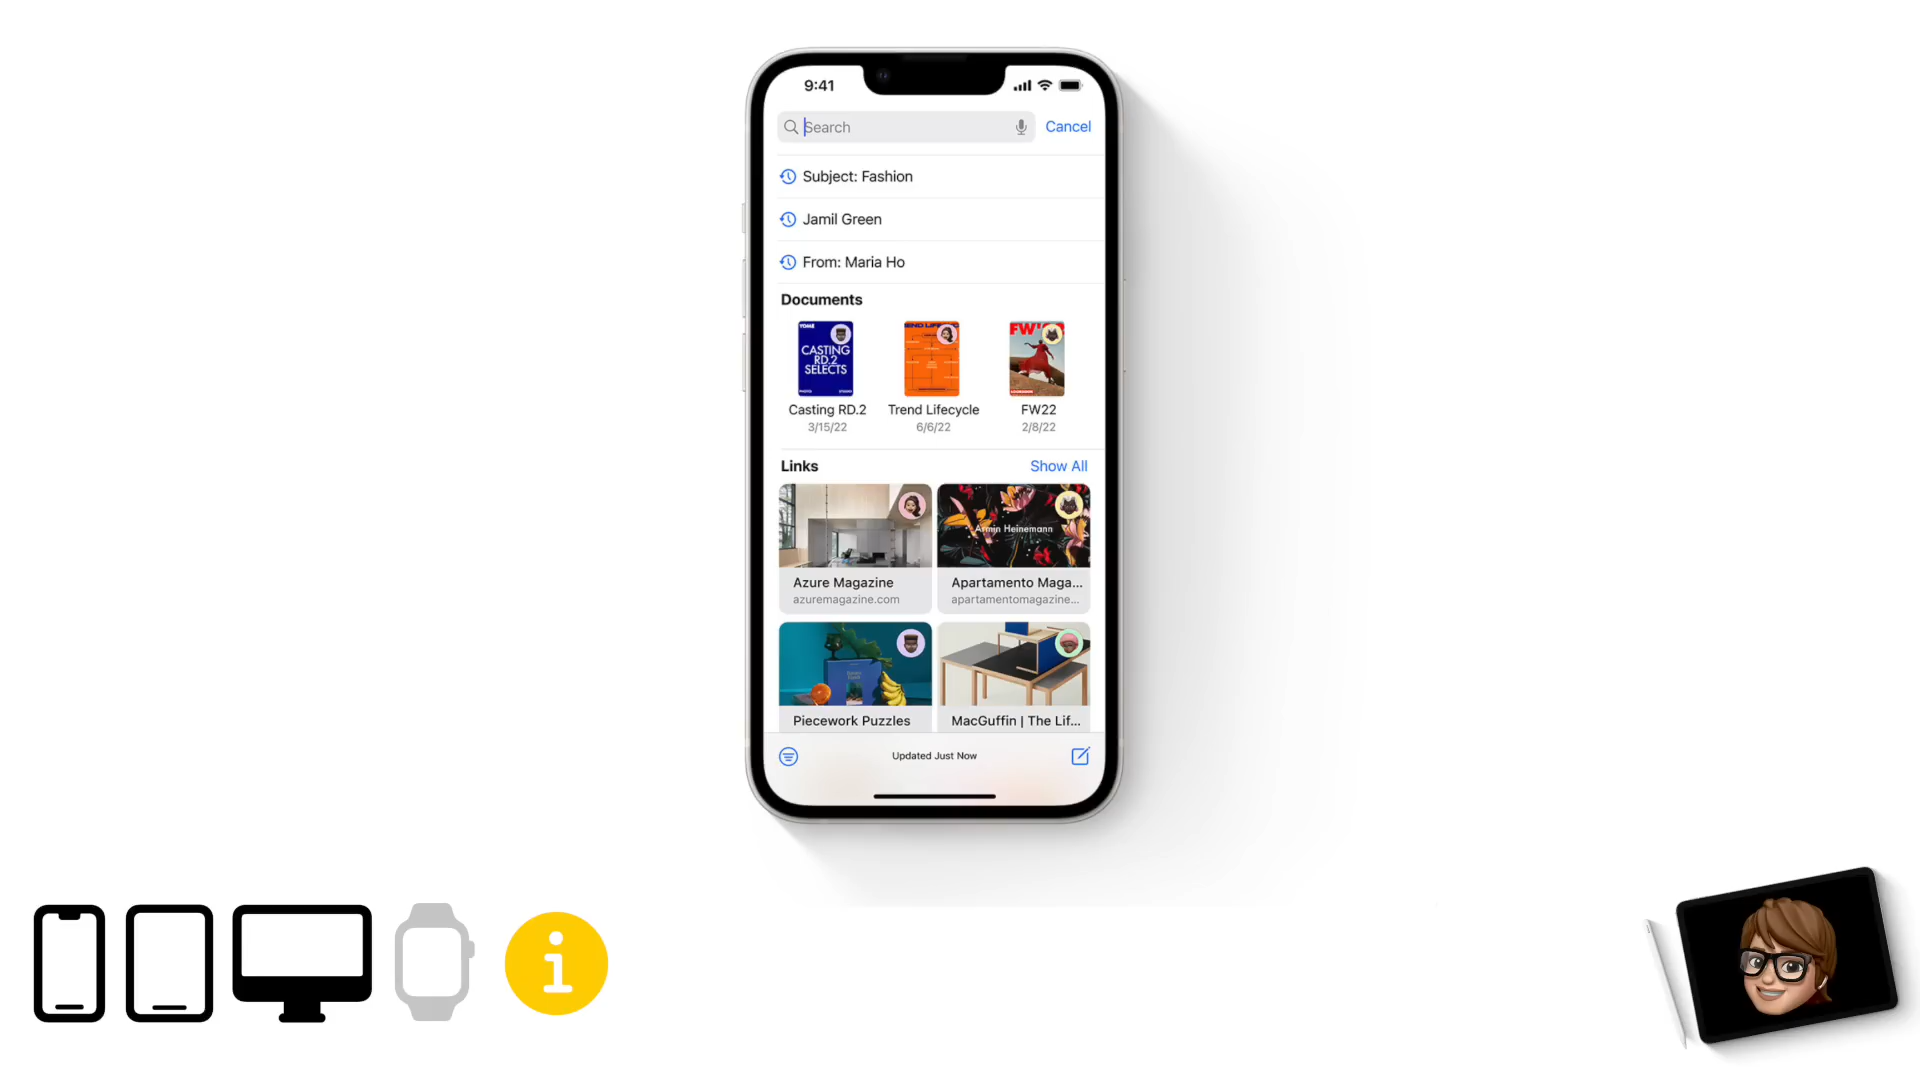 9:41
Search
Cancel
Subject: Fashion
Jamil Green
From: Maria Ho
Documents
YOME
CASTING
RD.2
SELECTS
FW'
Casting RD.2
Trend Lifecycle
FW22
3/15/22
6/6/22
2/8/22
Links
Show All
Armin Heinemann
Azure Magazine
Apartamento Maga...
azuremagazine.com
apartamentomagazine...
Piecework Puzzles
MacGuffin | The Lif...
Updated Just Now